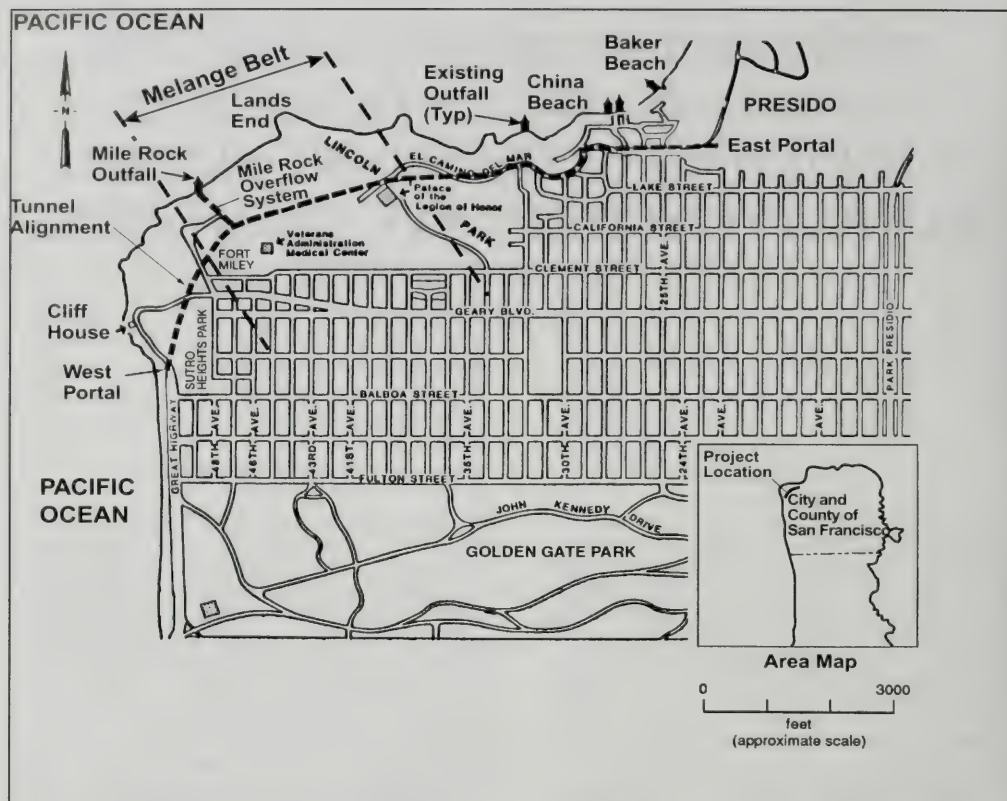 PACIFIC OCEAN
Melange Belt
Lands
End
Mile Rock
Outfall
Mile Rock
Overflow
System
Tunnel
Alignment
Existing
Outfall
(Typ)
China
Beach
Baker
Beach
PRESIDO
East Portal
LINCOLN
PARK
EL CAMINO DEL MAR
Palace
of the
Legion of Honor
Veterans
Administration
Medical Center
FORT
MILEY
LAKE STREET
CALIFORNIA STREET
CLEMENT STREET
25TH AVE.
GEARY BLVD.
PARK PRESIDIO
Cliff
House
SUTRO
HEIGHTS PARK
West
Portal
BALBOA STREET
GREAT HIGHWAY
48TH AVE.
46TH AVE.
43RD AVE.
41ST AVE.
35TH AVE.
30TH AVE.
24TH AVE.
AVE.
AVE.
FULTON STREET
PACIFIC
OCEAN
JOHN KENNEDY DRIVE
GOLDEN GATE PARK
Project
Location
City and
County of
San Francisco
Area Map
0 3000
feet
(approximate scale)
N